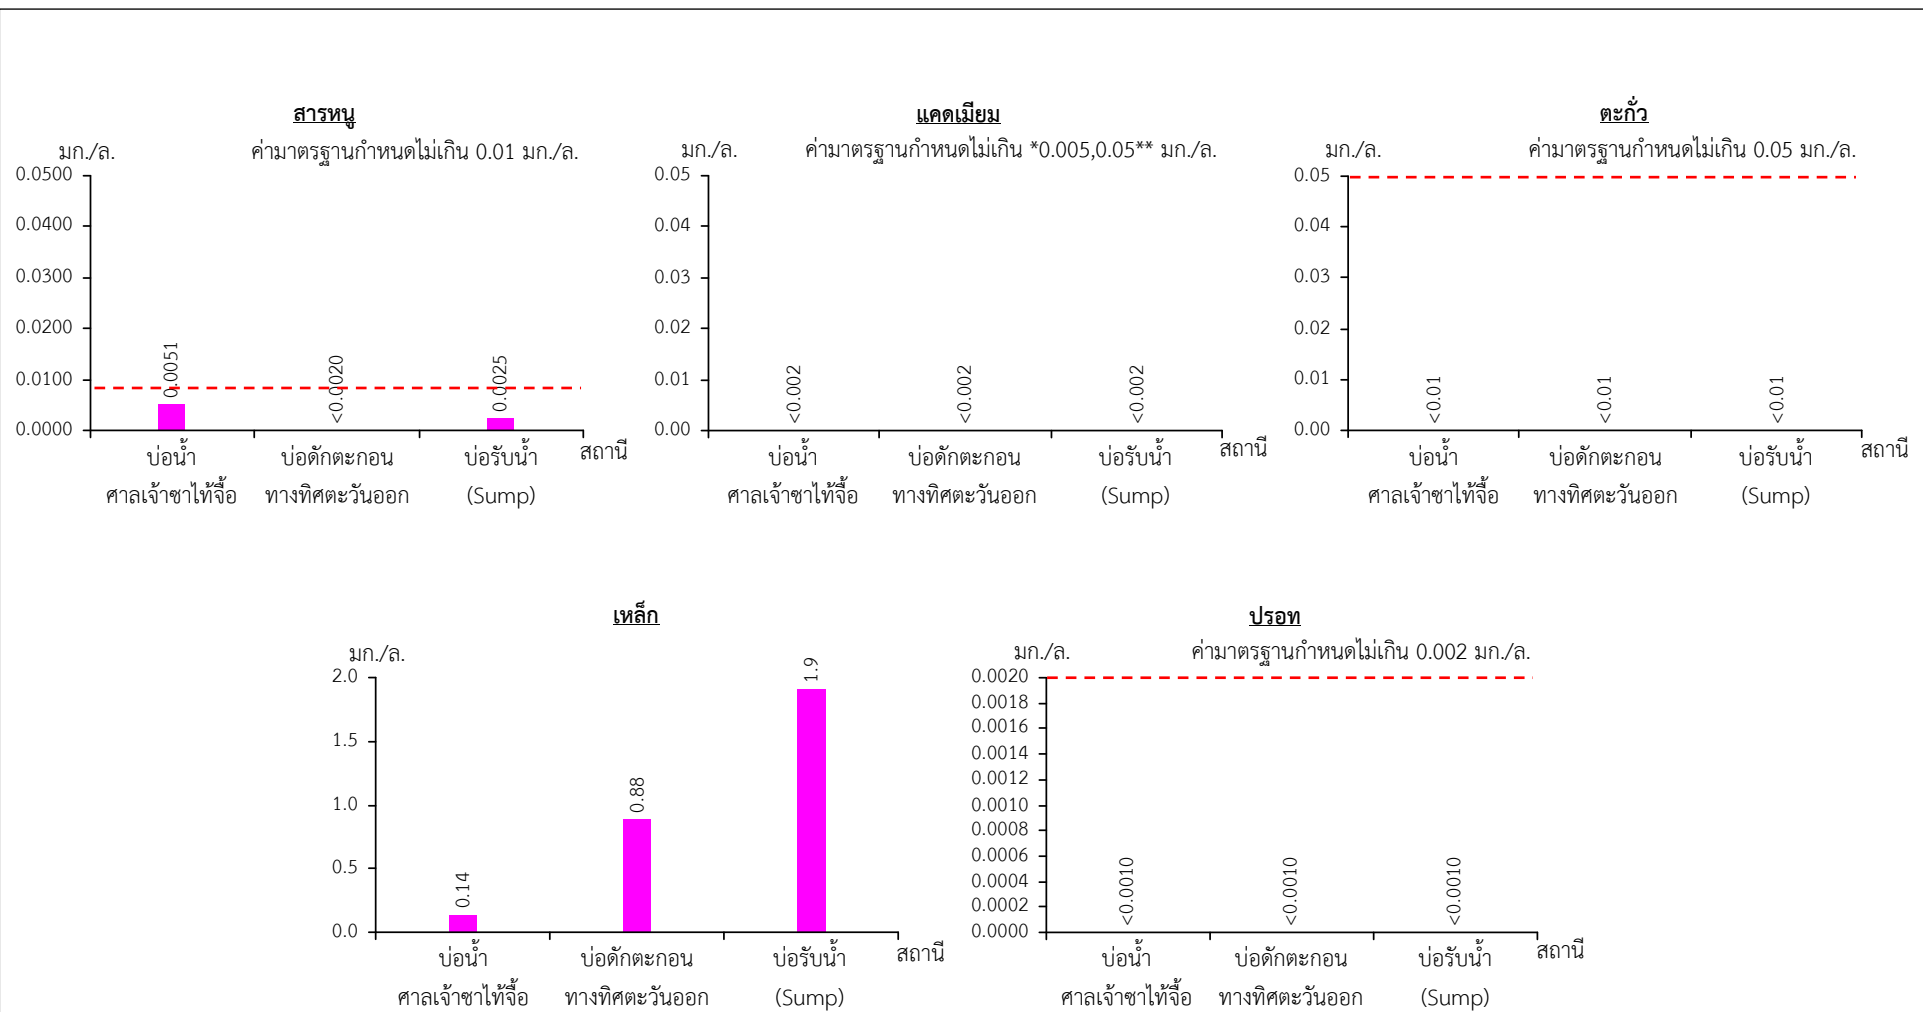 สารหนู
มก./ล.
ค่ามาตรฐานกำหนดไม่เกิน 0.01 มก./ล.
0.0500
0.0400
0.0300
0.0200
0.0100
0.0000
0.0051
<0.0020
0.0025
บ่อน้ำ
ศาลเจ้าซาไท้จื้อ
บ่อดักตะกอน
ทางทิศตะวันออก
บ่อรับน้ำ
(Sump)
สถานี
แคดเมียม
มก./ล.
ค่ามาตรฐานกำหนดไม่เกิน *0.005,0.05** มก./ล.
0.05
0.04
0.03
0.02
0.01
0.00
<0.002
<0.002
<0.002
บ่อน้ำ
ศาลเจ้าซาไท้จื้อ
บ่อดักตะกอน
ทางทิศตะวันออก
บ่อรับน้ำ
(Sump)
สถานี
ตะกั่ว
มก./ล.
ค่ามาตรฐานกำหนดไม่เกิน 0.05 มก./ล.
0.05
0.04
0.03
0.02
0.01
0.00
<0.01
<0.01
<0.01
บ่อน้ำ
ศาลเจ้าซาไท้จื้อ
บ่อดักตะกอน
ทางทิศตะวันออก
บ่อรับน้ำ
(Sump)
สถานี
เหล็ก
มก./ล.
2.0
1.5
1.0
0.5
0.0
0.14
0.88
1.9
บ่อน้ำ
ศาลเจ้าซาไท้จื้อ
บ่อดักตะกอน
ทางทิศตะวันออก
บ่อรับน้ำ
(Sump)
สถานี
ปรอท
มก./ล.
ค่ามาตรฐานกำหนดไม่เกิน 0.002 มก./ล.
0.0020
0.0018
0.0016
0.0014
0.0012
0.0010
0.0008
0.0006
0.0004
0.0002
0.0000
<0.0010
<0.0010
<0.0010
บ่อน้ำ
ศาลเจ้าซาไท้จื้อ
บ่อดักตะกอน
ทางทิศตะวันออก
บ่อรับน้ำ
(Sump)
สถานี